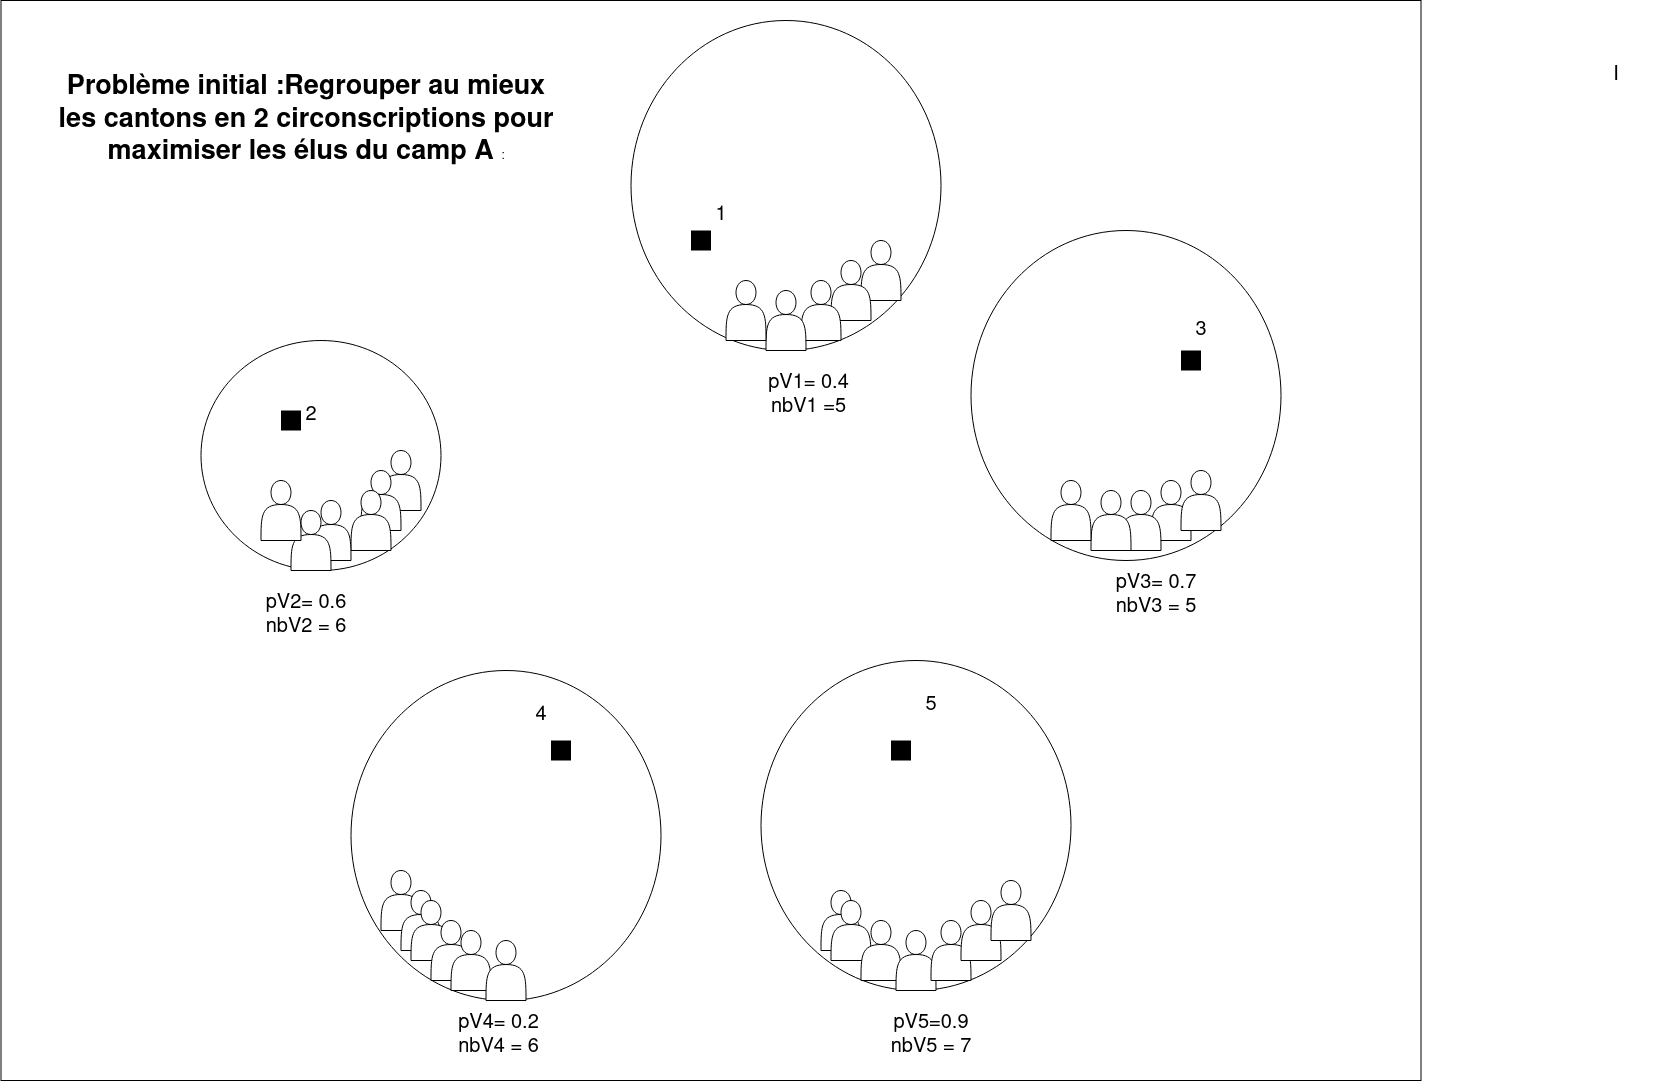 Problème initial :Regrouper au mieux
les cantons en 2 circonscriptions pour
maximiser les élus du camp A :
I
1
pV1= 0.4
nbV1 =5
3
pV3= 0.7
nbV3 = 5
2
pV2= 0.6
nbV2 = 6
4
pV4= 0.2
nbV4 = 6
5
pV5=0.9
nbV5 = 7